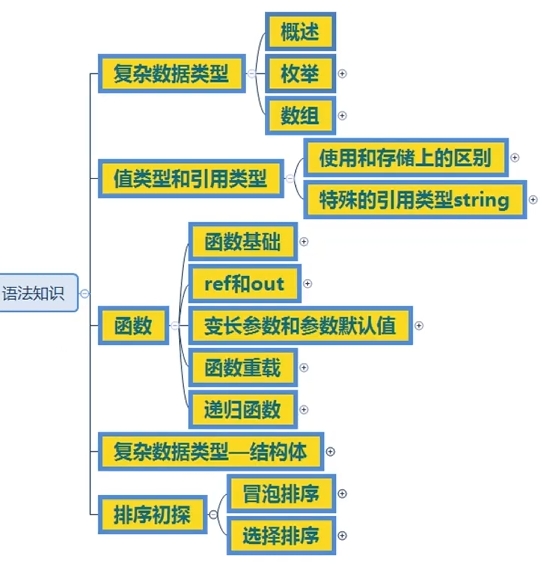 语法知识
复杂数据类型
概述
枚举
数组
值类型和引用类型
使用和存储上的区别
特殊的引用类型string
函数
函数基础
ref和out
变长参数和参数默认值
函数重载
递归函数
复杂数据类型—结构体
排序初探
冒泡排序
选择排序